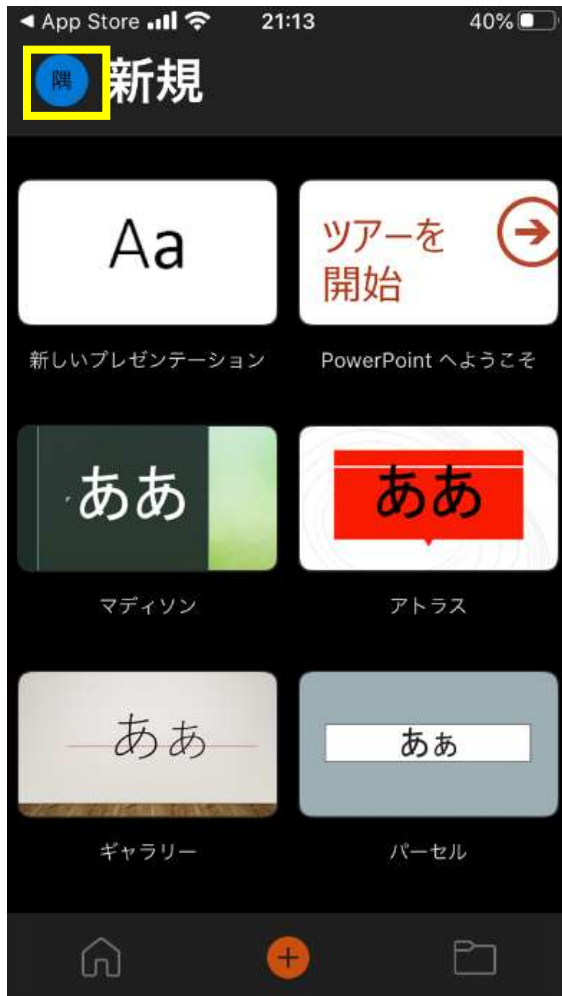 App Store 21:13 40%
隅 新規
Aa
ツアーを
開始
新しいプレゼンテーション
PowerPoint へようこそ
ああ
ああ
マディソン
アトラス
あぁ
あぁ
ギャラリー
パーセル